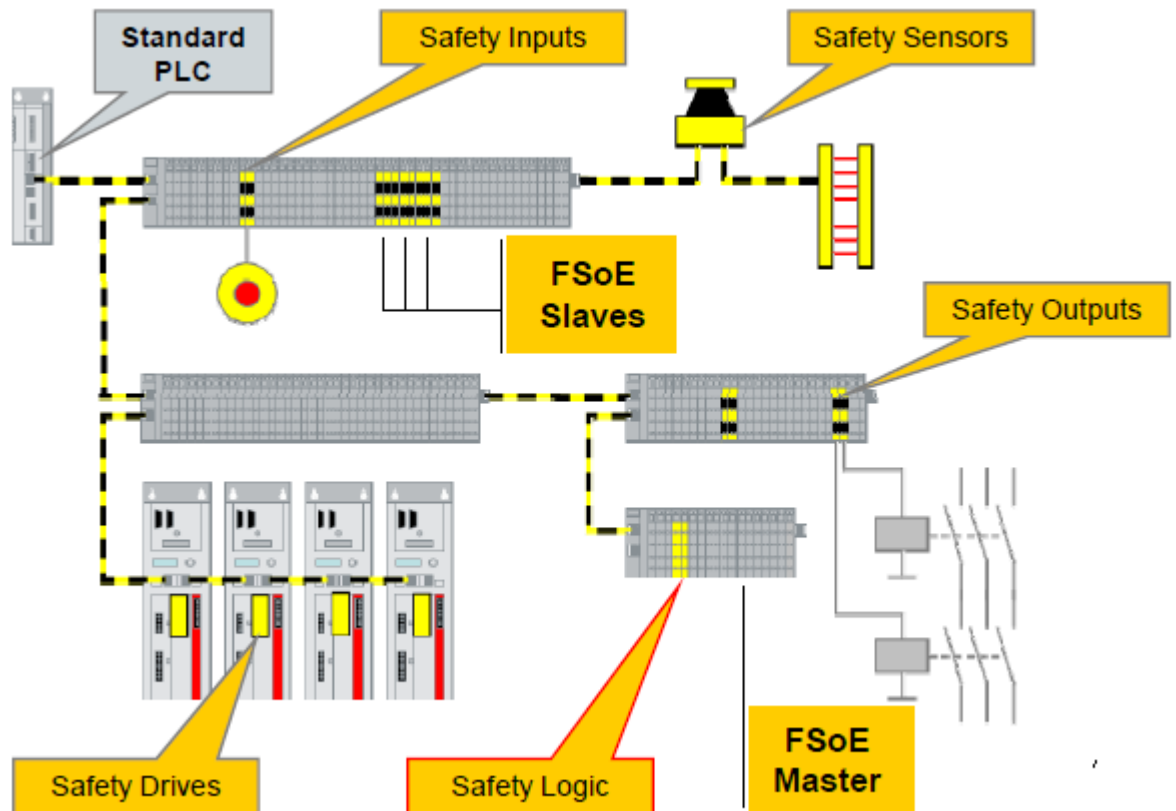 Standard
PLC
Safety Inputs
Safety Sensors
FSoE
Slaves
Safety Outputs
Safety Drives
Safety Logic
FSoE
Master